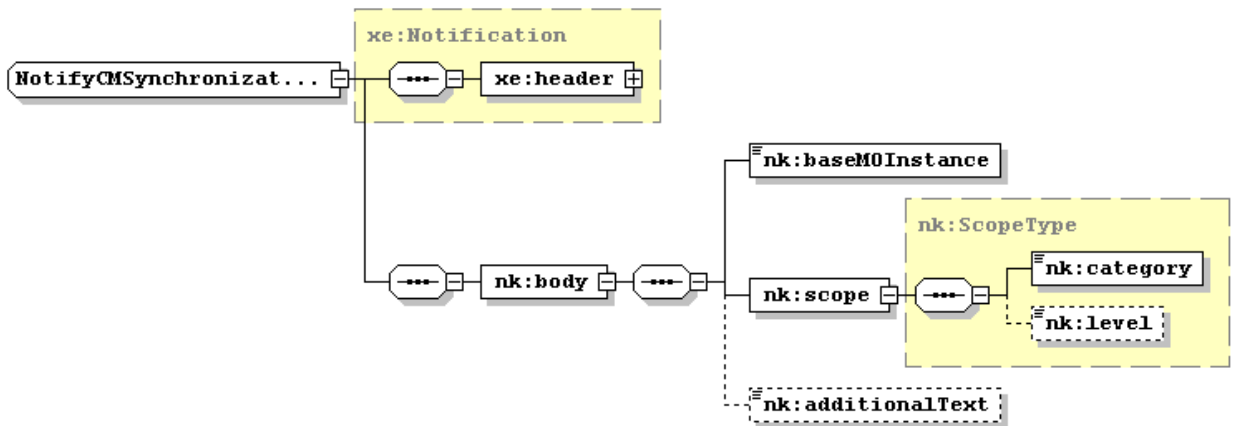 xe:Notification
NotifyCMSynchronizat...
xe:header
nk:baseMOInstance
nk:ScopeType
nk:category
nk:body
nk:scope
nk:level
nk:additionalText